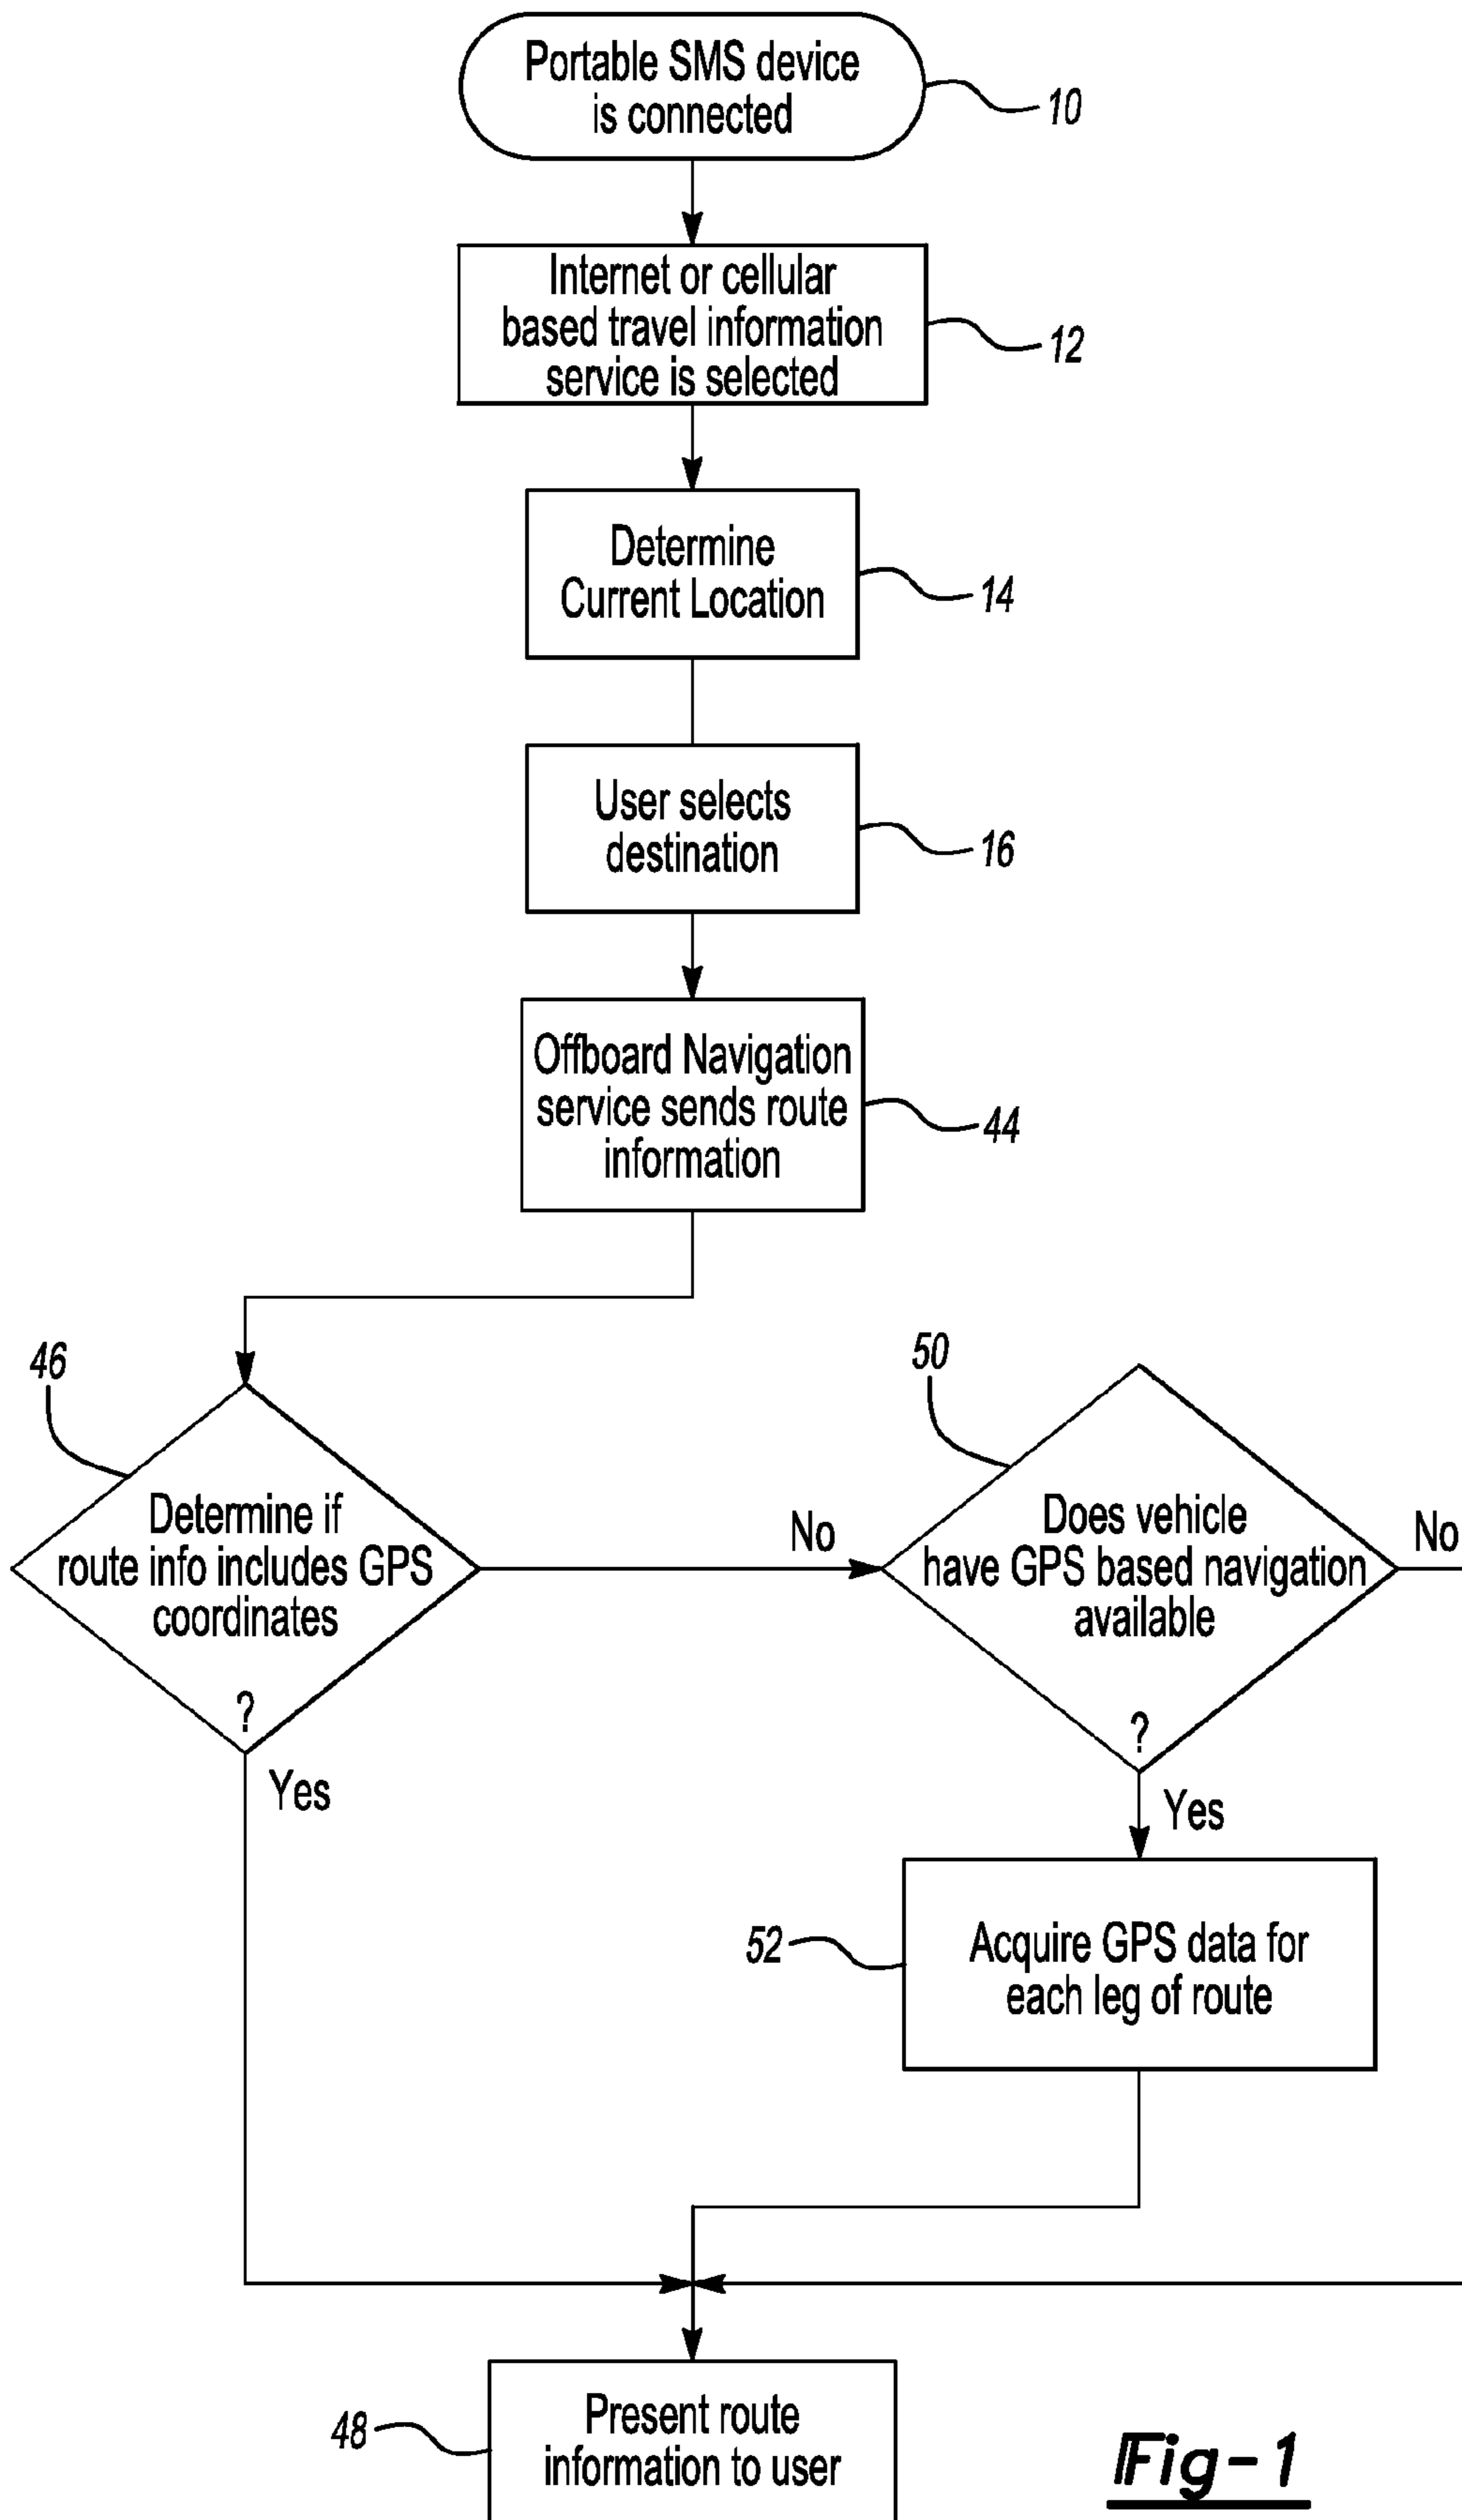 Portable SMS device
is connected
10
Internet or cellular
based travel information
service is selected
12
Determine
Current Location
14
User selects
destination
16
Offboard Navigation
service sends route
information
44
46
Determine if
route info includes GPS
coordinates
?
Yes
No
50
Does vehicle
have GPS based navigation
available
?
No
Yes
52
Acquire GPS data for
each leg of route
48
Present route
information to user
Fig-1